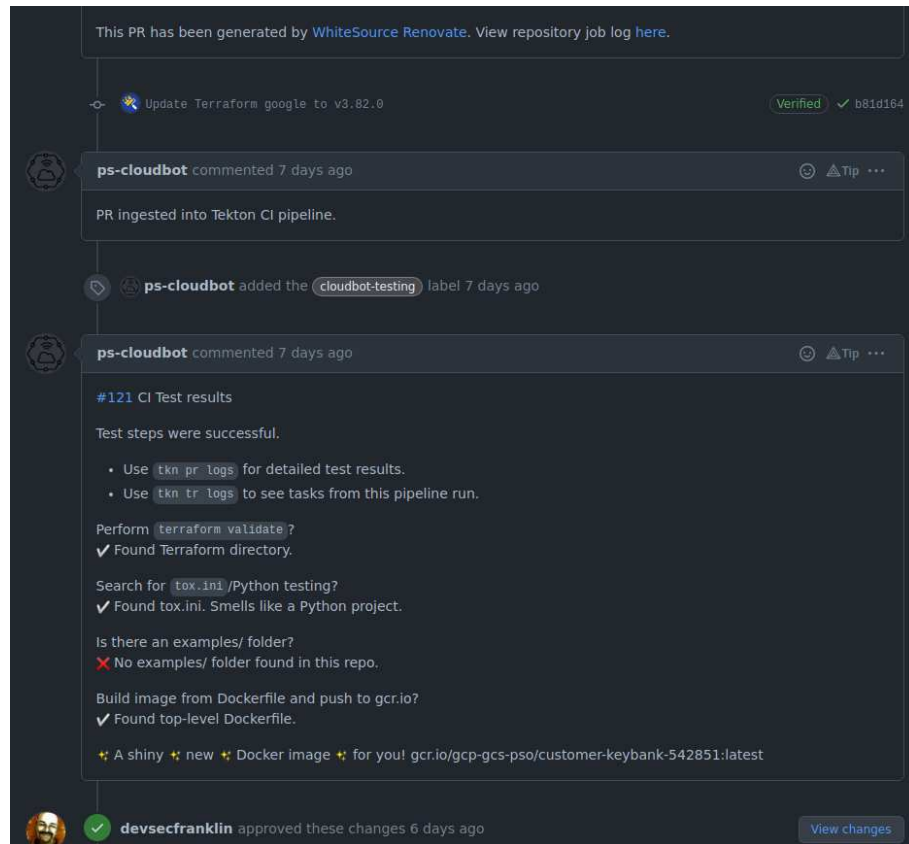 This PR has been generated by WhiteSource Renovate. View repository job log here.
Update Terraform google to v3.82.0
Verified ✓ b81d164
ps-cloudbot commented 7 days ago
Tip ...
PR ingested into Tekton CI pipeline.
ps-cloudbot added the cloudbot-testing label 7 days ago
ps-cloudbot commented 7 days ago
Tip ...
#121 CI Test results
Test steps were successful.
• Use tkn pr logs for detailed test results.
• Use tkn tr logs to see tasks from this pipeline run.
Perform terraform validate?
✔ Found Terraform directory.
Search for tox.ini/Python testing?
✔ Found tox.ini. Smells like a Python project.
Is there an examples/ folder?
❌ No examples/ folder found in this repo.
Build image from Dockerfile and push to gcr.io?
✔ Found top-level Dockerfile.
✨ A shiny ✨ new ✨ Docker image ✨ for you! gcr.io/gcp-gcs-pso/customer-keybank-542851:latest
devsecfranklin approved these changes 6 days ago
View changes